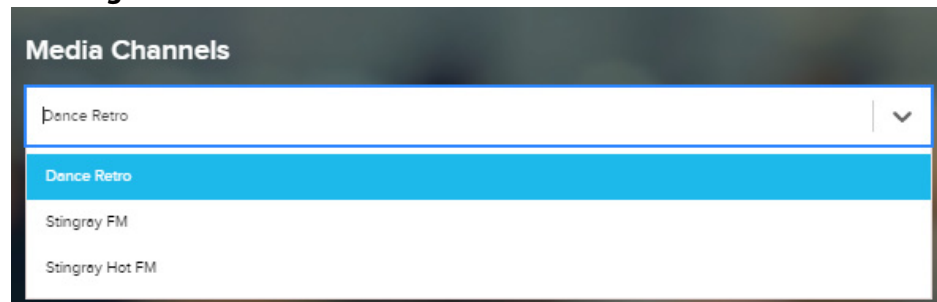 Media Channels
Dance Retro
Dance Retro
Stingray FM
Stingray Hot FM